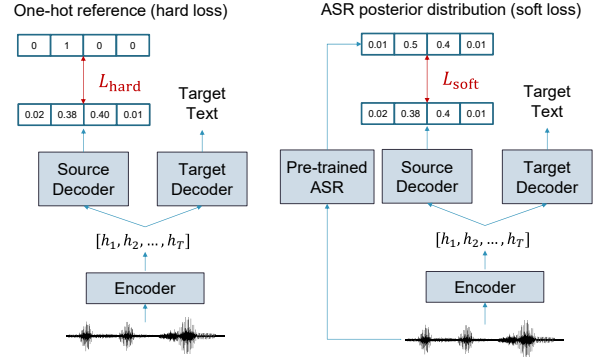 One-hot reference (hard loss)
0 1 0 0
L_hard
0.02 0.38 0.40 0.01
Target
Text
Source
Decoder
Target
Decoder
[h_1, h_2, ..., h_T]
Encoder
ASR posterior distribution (soft loss)
0.01 0.5 0.4 0.01
L_soft
0.02 0.38 0.4 0.01
Target
Text
Pre-trained
ASR
Source
Decoder
Target
Decoder
[h_1, h_2, ..., h_T]
Encoder